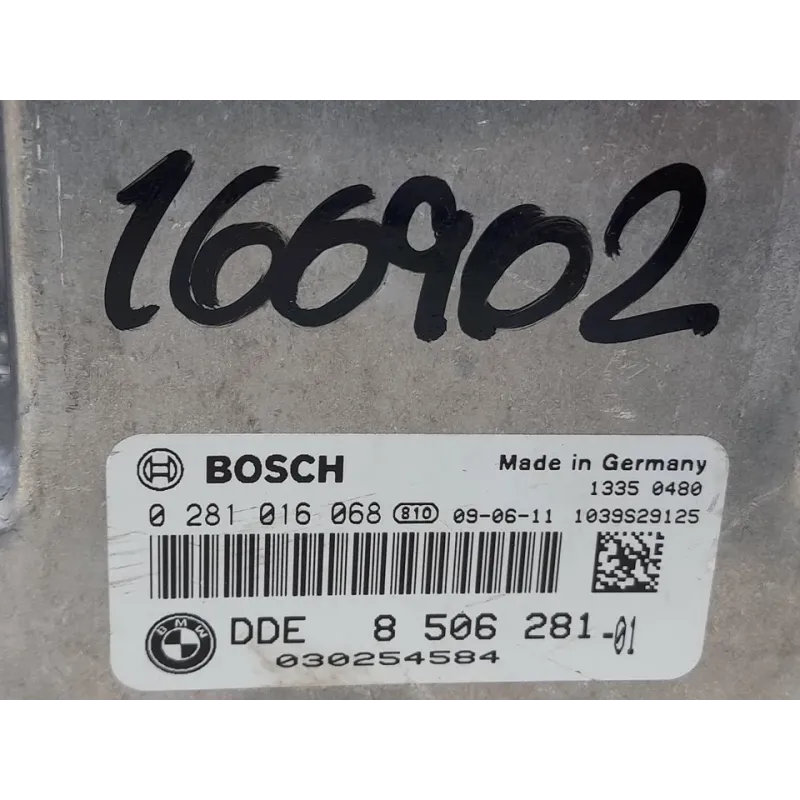 166902
BOSCH
Made in Germany
1335 0480
0 281 016 068 810 09-06-11 1039S29125
BMW
DDE 8 506 281-01
030254584